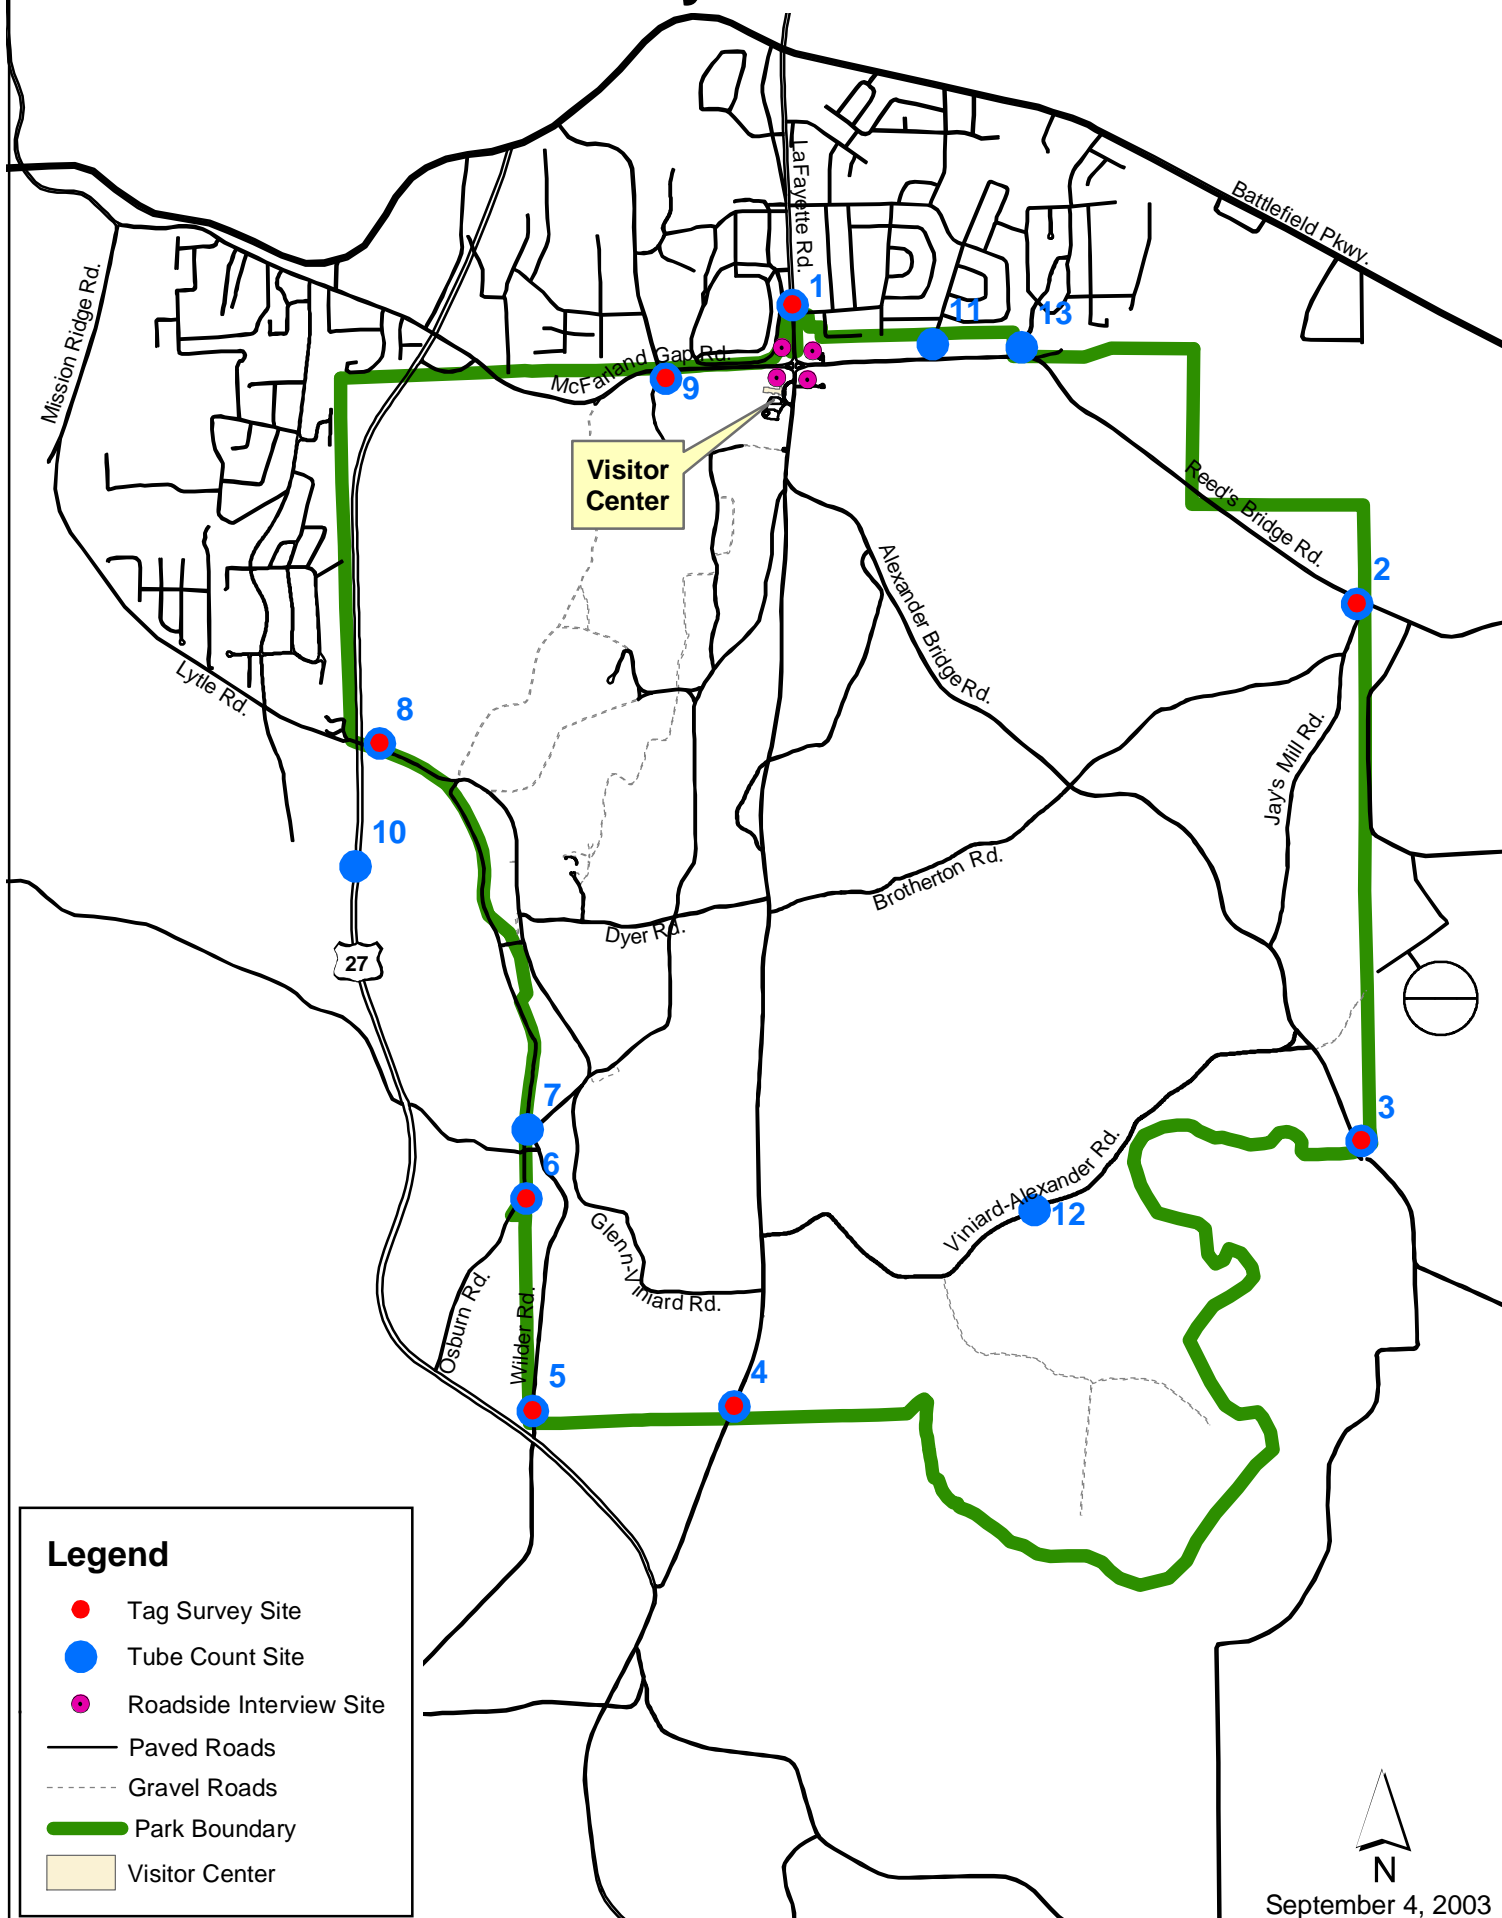 LaFayette Rd.
Battlefield Pkwy.
Mission Ridge Rd.
1
11
13
McFarland Gap Rd.
9
Visitor
Center
Reed's Bridge Rd.
2
Alexander Bridge Rd.
Lytle Rd.
8
Jay's Mill Rd.
10
Brotherton Rd.
Dyer Rd.
27
7
3
6
Viniard-Alexander Rd.
12
Glenn-Viniard Rd.
Osburn Rd.
Wilder Rd.
5
4
Legend
Tag Survey Site
Tube Count Site
Roadside Interview Site
Paved Roads
Gravel Roads
Park Boundary
Visitor Center
N
September 4, 2003